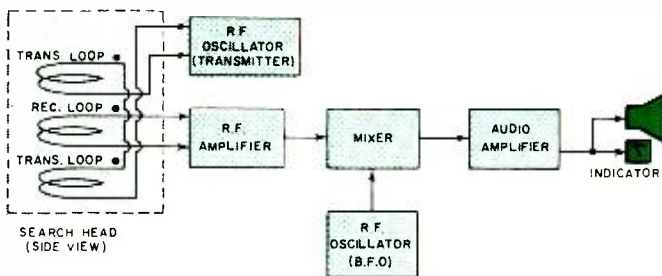 TRANS LOOP
REC. LOOP
TRANS. LOOP
SEARCH HEAD
(SIDE VIEW)
R.F.
OSCILLATOR
(TRANSMITTER)
R.F.
AMPLIFIER
MIXER
R.F.
OSCILLATOR
(B.F.O)
AUDIO
AMPLIFIER
INDICATOR